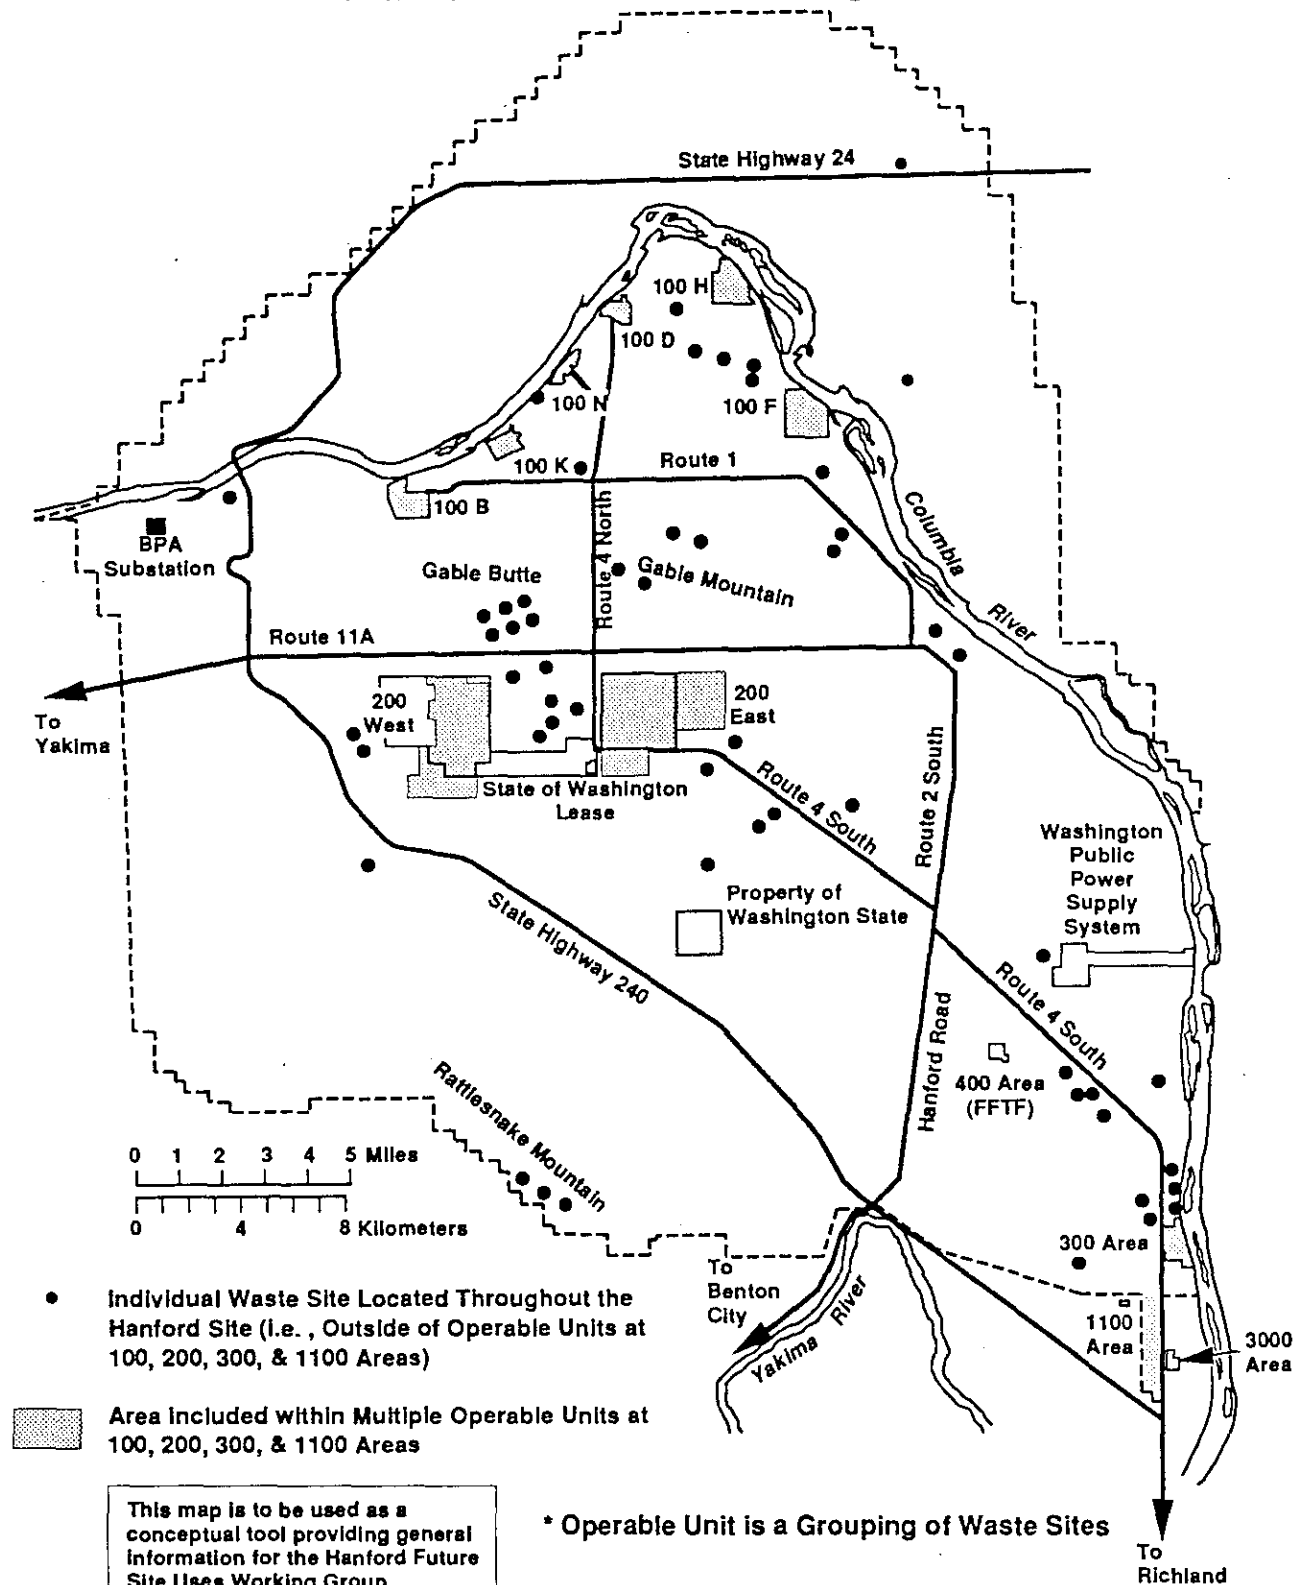 State Highway 24
100 H
100 D
100 N
100 F
100 K
Route 1
100 B
Columbia
River
BPA
Substation
Route 4 North
Gable Butte
Gable Mountain
Route 11A
To
Yakima
200
West
200
East
State of Washington
Lease
Route 4 South
Route 2 South
Washington
Public
Power
Supply
System
Property of
Washington State
State Highway 240
Route 4 South
Hanford Road
400 Area
(FFTF)
Rattlesnake Mountain
0 1 2 3 4 5 Miles
0 4 8 Kilometers
300 Area
To
Benton
City
Yakima River
1100
Area
3000
Area
Individual Waste Site Located Throughout the
Hanford Site (i.e. , Outside of Operable Units at
100, 200, 300, & 1100 Areas)
Area included within Multiple Operable Units at
100, 200, 300, & 1100 Areas
This map is to be used as a
conceptual tool providing general
information for the Hanford Future
Site Uses Working Group
* Operable Unit is a Grouping of Waste Sites
To
Richland